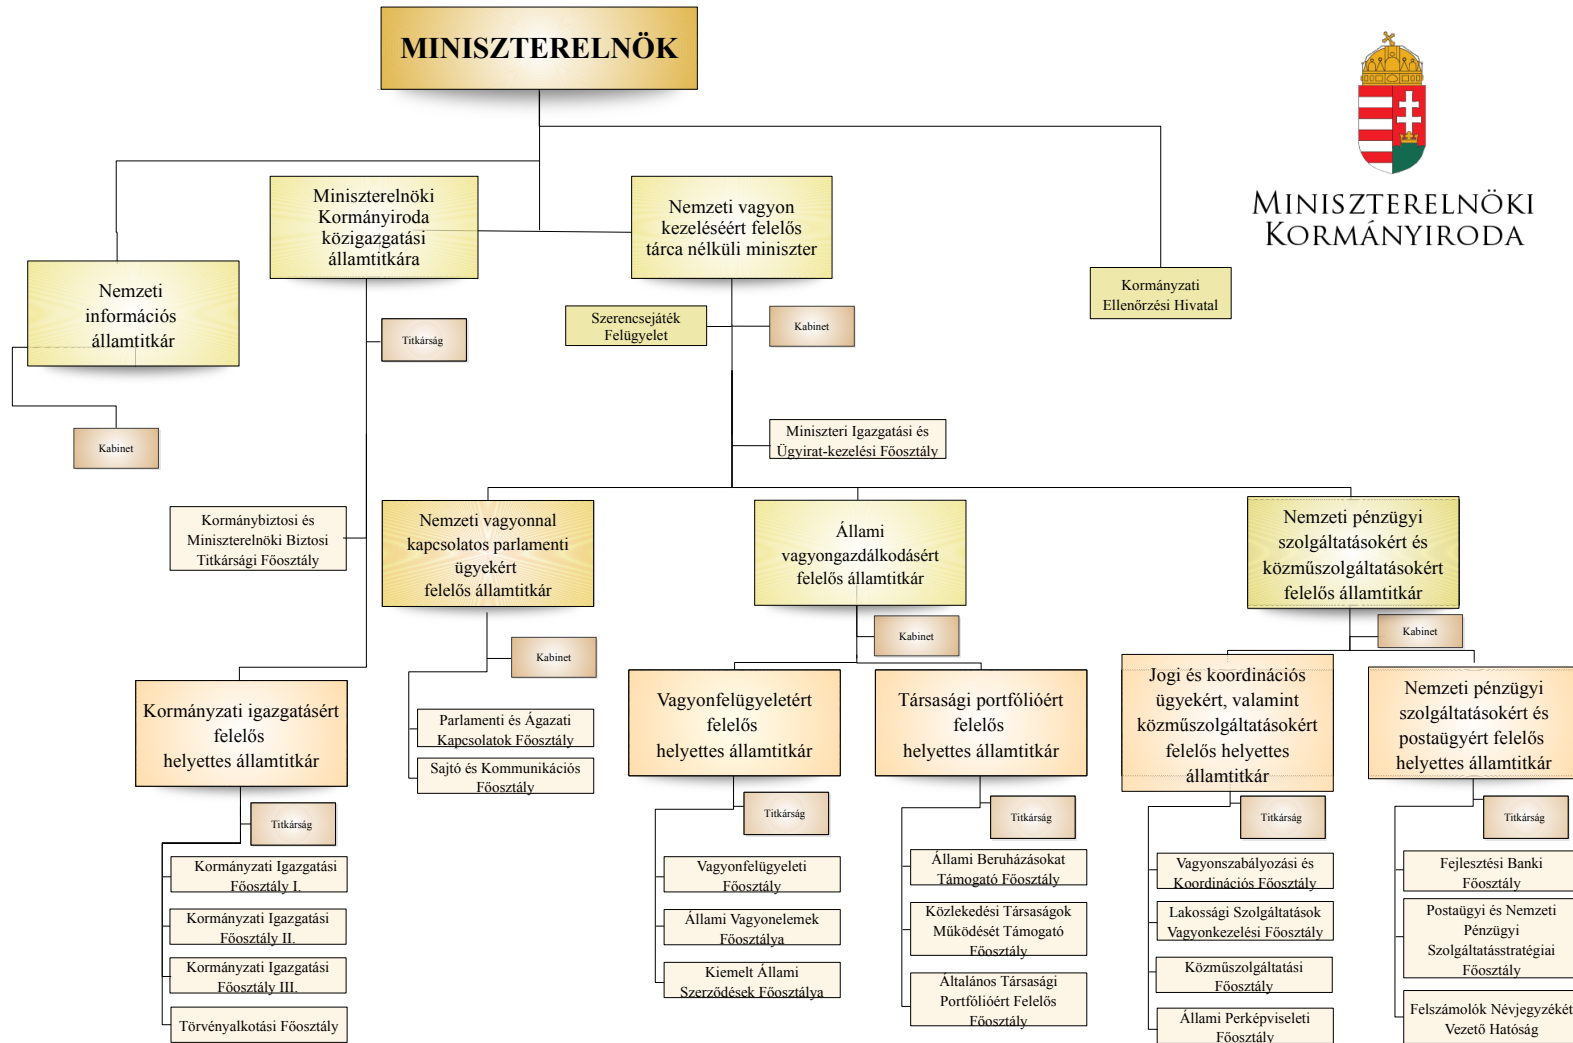 MINISZTERELNÖK
MINISZTERELNÖKI
KORMÁNYIRODA
Nemzeti
információs
államtitkár
Kabinet
Miniszterelnöki
Kormányiroda
közigazgatási
államtitkára
Titkárság
Nemzeti vagyon
kezeléséért felelős
tárca nélküli miniszter
Szerencsejáték
Felügyelet
Kabinet
Kormányzati
Ellenőrzési Hivatal
Miniszteri Igazgatási és
Ügyirat-kezelési Főosztály
Kormánybiztosi és
Miniszterelnöki Biztosi
Titkársági Főosztály
Nemzeti vagyonnal
kapcsolatos parlamenti
ügyekért
felelős államtitkár
Kabinet
Parlamenti és Ágazati
Kapcsolatok Főosztály
Sajtó és Kommunikációs
Főosztály
Állami
vagyongazdálkodásért
felelős államtitkár
Kabinet
Nemzeti pénzügyi
szolgáltatásokért és
közműszolgáltatásokért
felelős államtitkár
Kabinet
Kormányzati igazgatásért
felelős
helyettes államtitkár
Titkárság
Kormányzati Igazgatási
Főosztály I.
Kormányzati Igazgatási
Főosztály II.
Kormányzati Igazgatási
Főosztály III.
Törvényalkotási Főosztály
Vagyonfelügyeletért
felelős
helyettes államtitkár
Titkárság
Vagyonfelügyeleti
Főosztály
Állami Vagyonelemek
Főosztálya
Kiemelt Állami
Szerződések Főosztálya
Társasági portfólióért
felelős
helyettes államtitkár
Titkárság
Állami Beruházásokat
Támogató Főosztály
Közlekedési Társaságok
Működését Támogató
Főosztály
Általános Társasági
Portfólióért Felelős
Főosztály
Jogi és koordinációs
ügyekért, valamint
közműszolgáltatásokért
felelős helyettes
államtitkár
Titkárság
Vagyonszabályozási és
Koordinációs Főosztály
Lakossági Szolgáltatások
Vagyonkezelési Főosztály
Közműszolgáltatási
Főosztály
Állami Perképviseleti
Főosztály
Nemzeti pénzügyi
szolgáltatásokért és
postaügyért felelős
helyettes államtitkár
Titkárság
Fejlesztési Banki
Főosztály
Postaügyi és Nemzeti
Pénzügyi
Szolgáltatásstratégiai
Főosztály
Felszámolók Névjegyzékét
Vezető Hatóság